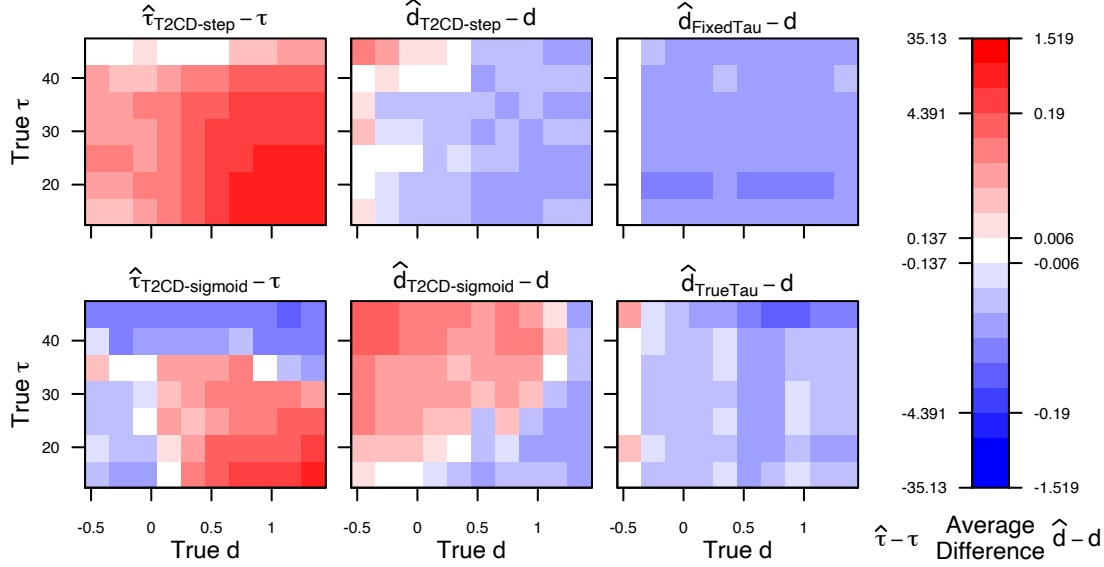 τ̂T2CD-step − τ
d̂T2CD-step − d
d̂FixedTau − d
True τ
40
30
20
35.13
4.391
0.137
-0.137
-4.391
-35.13
1.519
0.19
0.006
-0.006
-0.19
-1.519
τ̂T2CD-sigmoid − τ
d̂T2CD-sigmoid − d
d̂TrueTau − d
True τ
40
30
20
-0.5 0 0.5 1
-0.5 0 0.5 1
-0.5 0 0.5 1
True d
True d
True d
τ̂ − τ
Average
Difference
d̂ − d